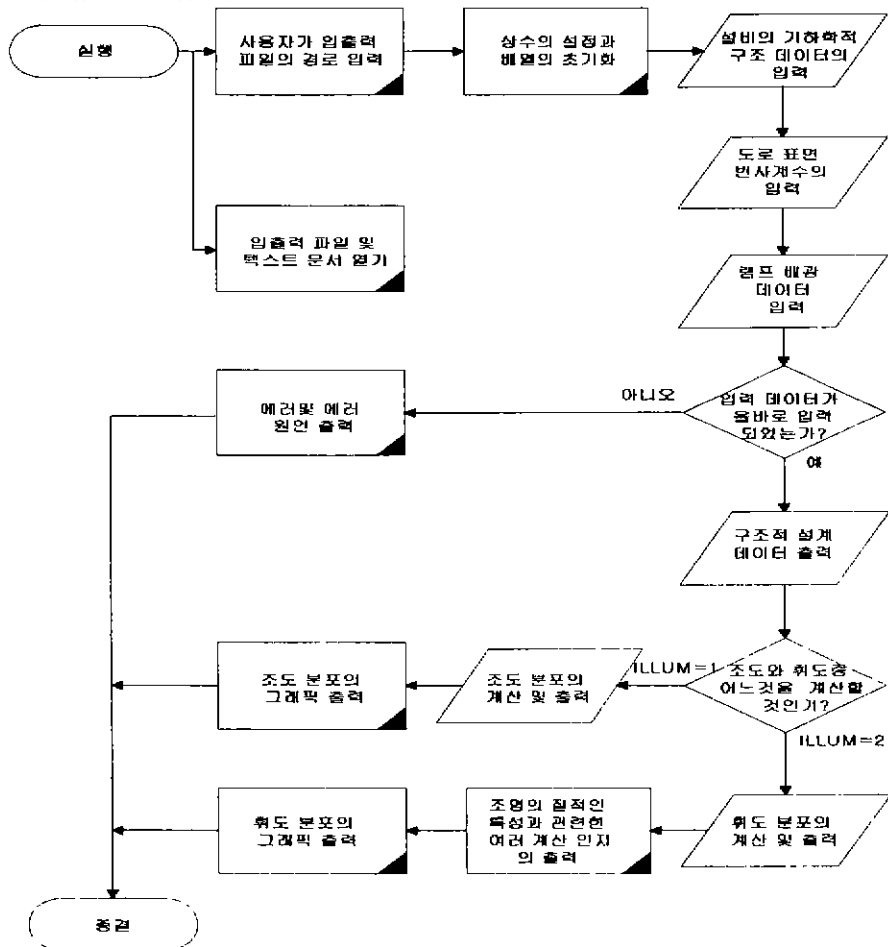 실행
사용자가 입출력
파일의 경로 입력
상수의 설정과
배열의 초기화
설비의 기하학적
구조 데이터의
입력
도로 표면
반사계수의
입력
입출력 파일 및
텍스트 문서 열기
램프 배광
데이터
입력
에러및 에러
원인 출력
아니오
입력 데이터가
올바로 입력
되었는가?
예
구조적 설계
데이터 출력
조도 분포의
그래픽 출력
조도 분포의
계산 및 출력
ILLUM=1
조도와 휘도중
어느것을 계산할
것인가?
ILLUM=2
휘도 분포의
그래픽 출력
조명의 질적인
특성과 관련한
여러 계산 인자
의 출력
휘도 분포의
계산 및 출력
종결